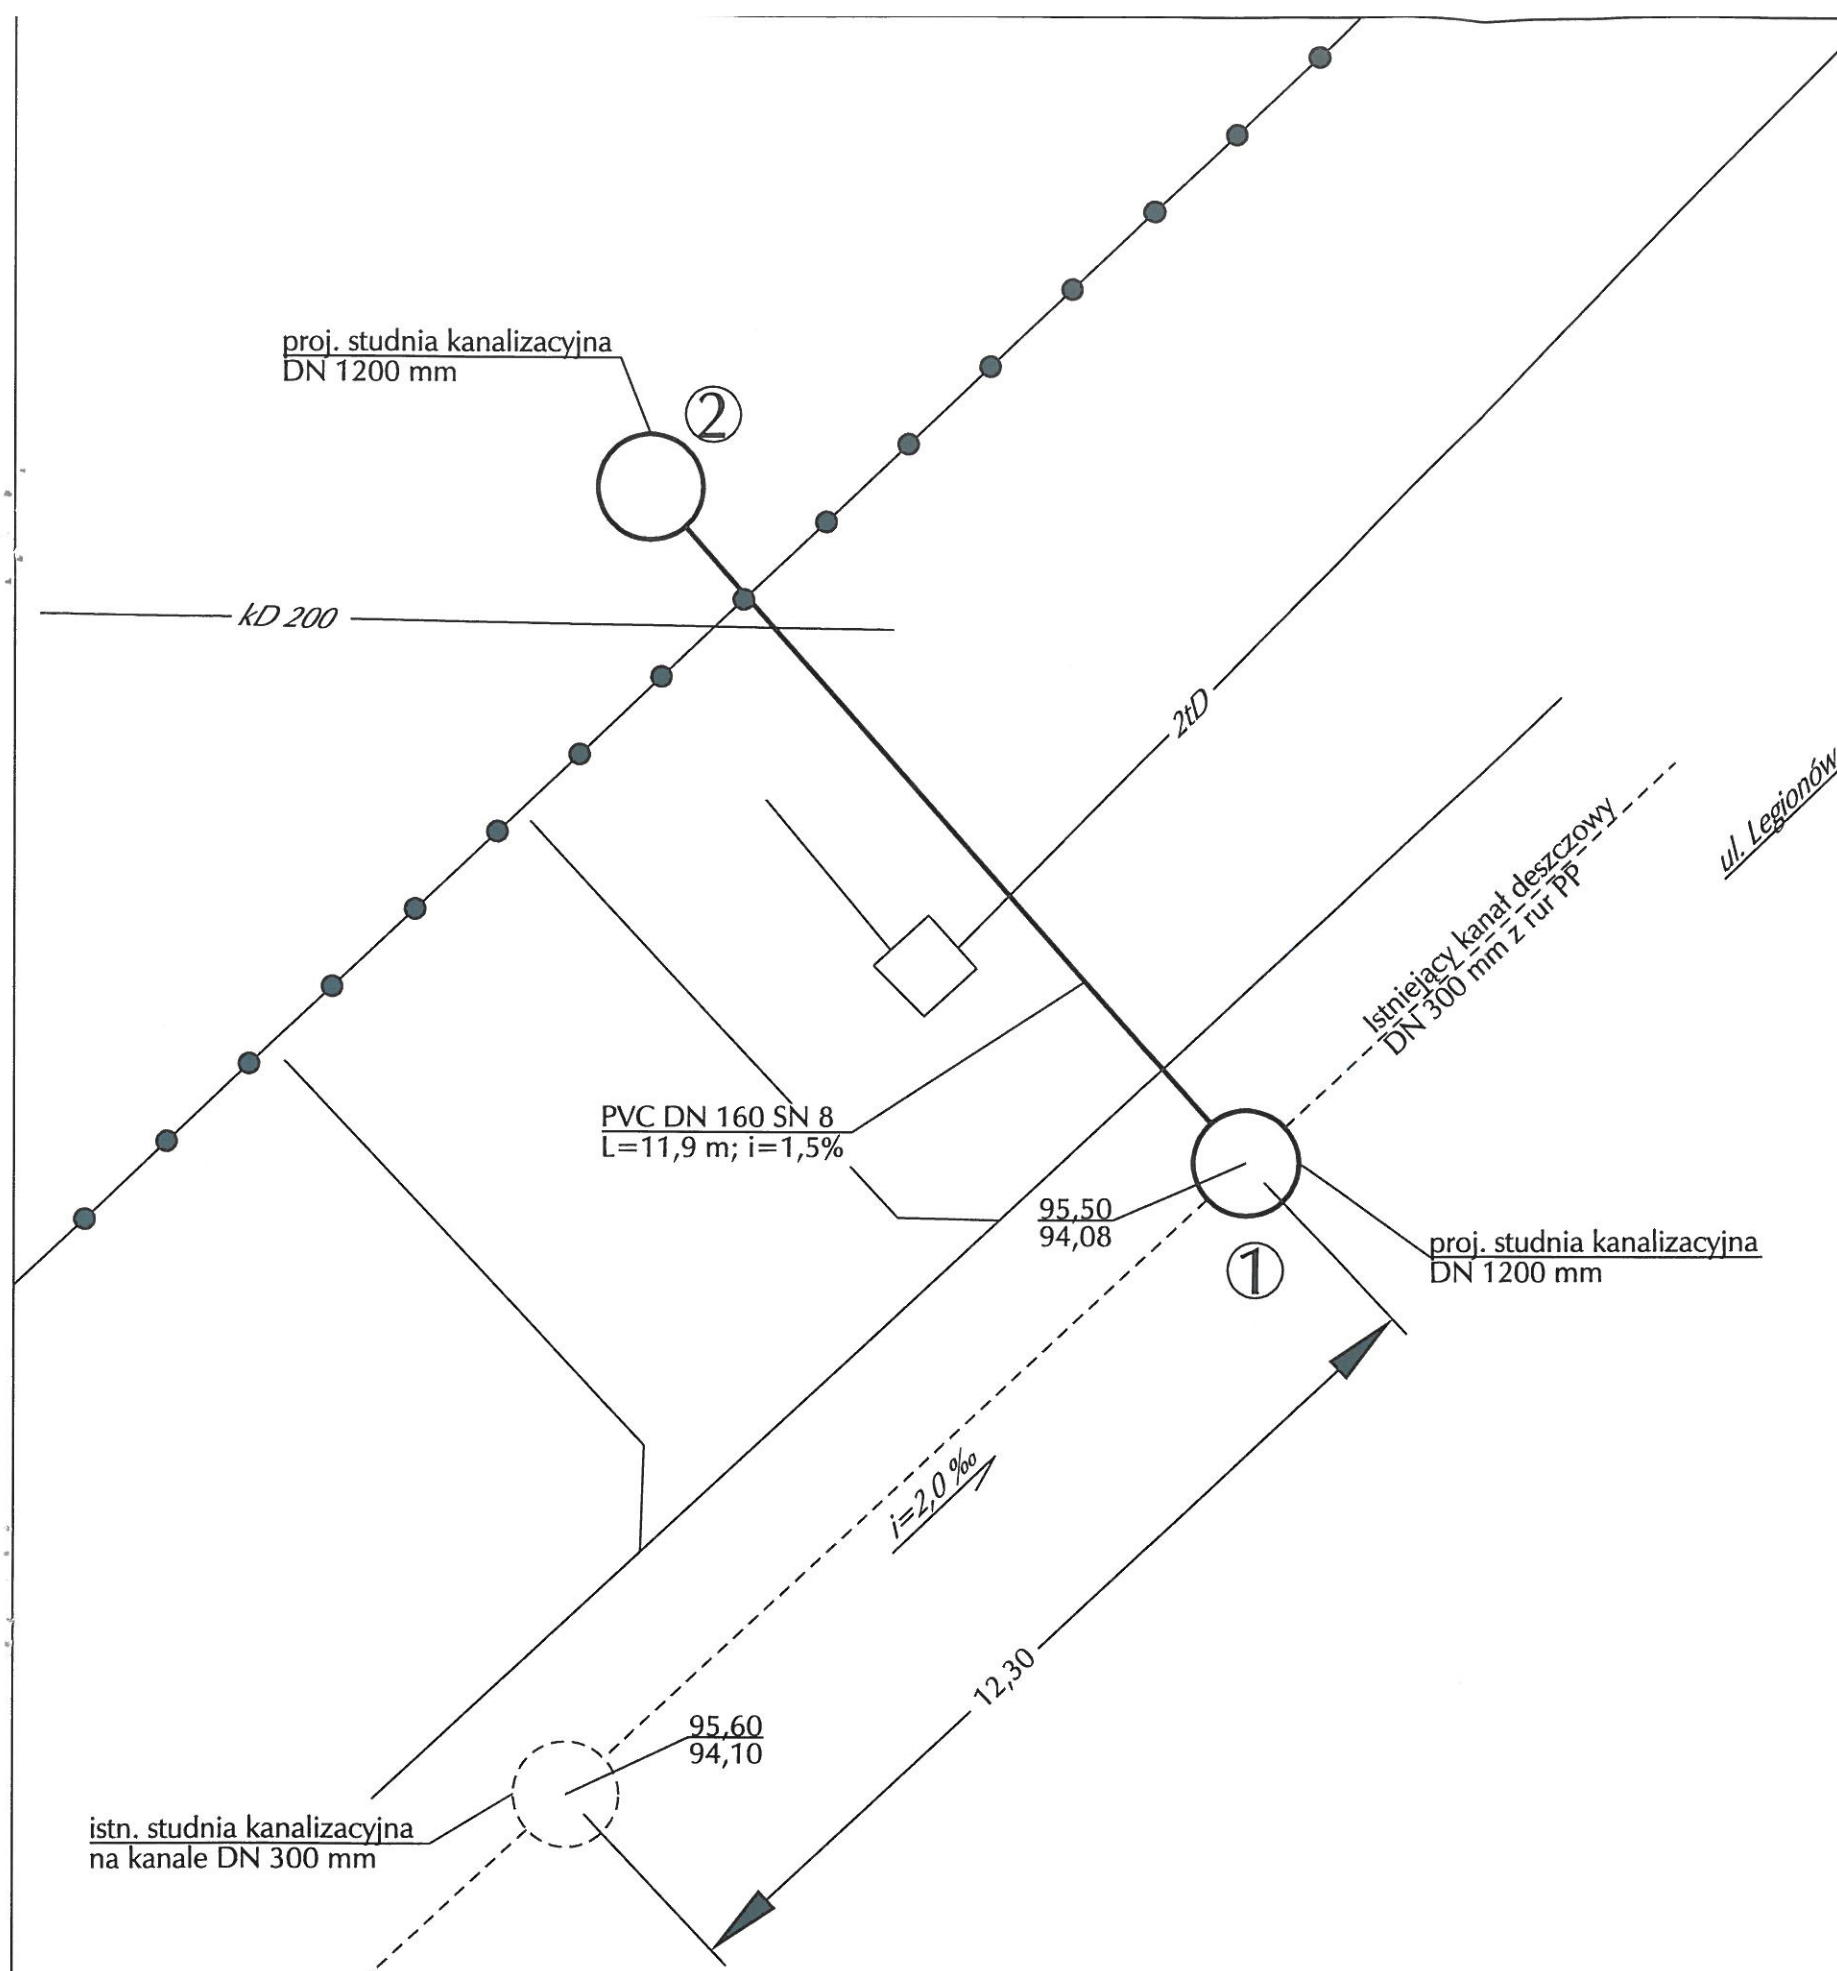 proj. studnia kanalizacyjna
DN 1200 mm
2
kD 200
2tD
ul. Legionów
Istniejący kanał deszczowy
DN 300 mm z rur PP
PVC DN 160 SN 8
L=11,9 m; i=1,5%
95,50
94,08
1
proj. studnia kanalizacyjna
DN 1200 mm
i=2,0 ‰
12,30
95,60
94,10
istn. studnia kanalizacyjna
na kanale DN 300 mm